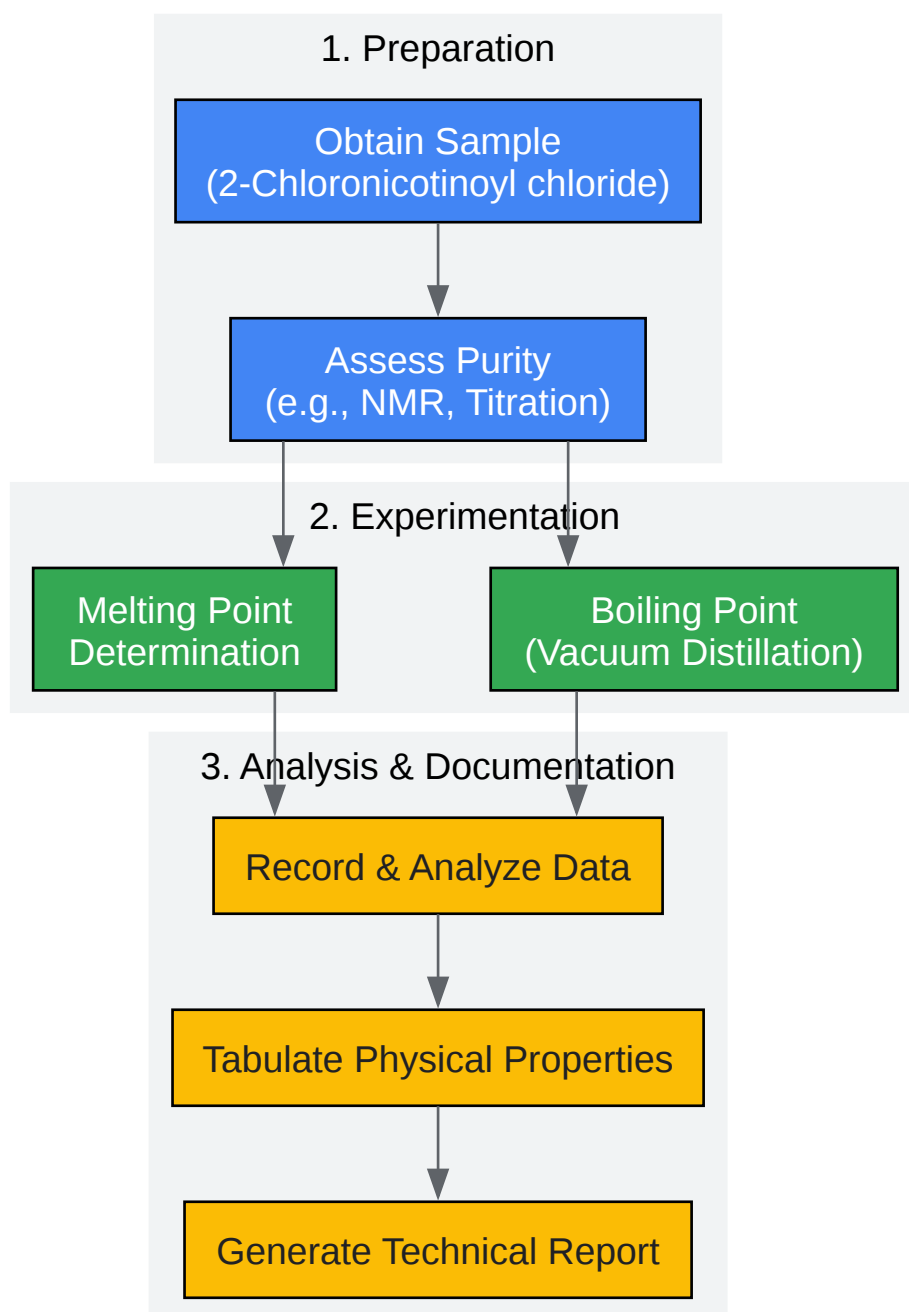 1. Preparation
Obtain Sample
(2-Chloronicotinoyl chloride)
Assess Purity
(e.g., NMR, Titration)
2. Experimentation
Melting Point
Determination
Boiling Point
(Vacuum Distillation)
3. Analysis & Documentation
Record & Analyze Data
Tabulate Physical Properties
Generate Technical Report